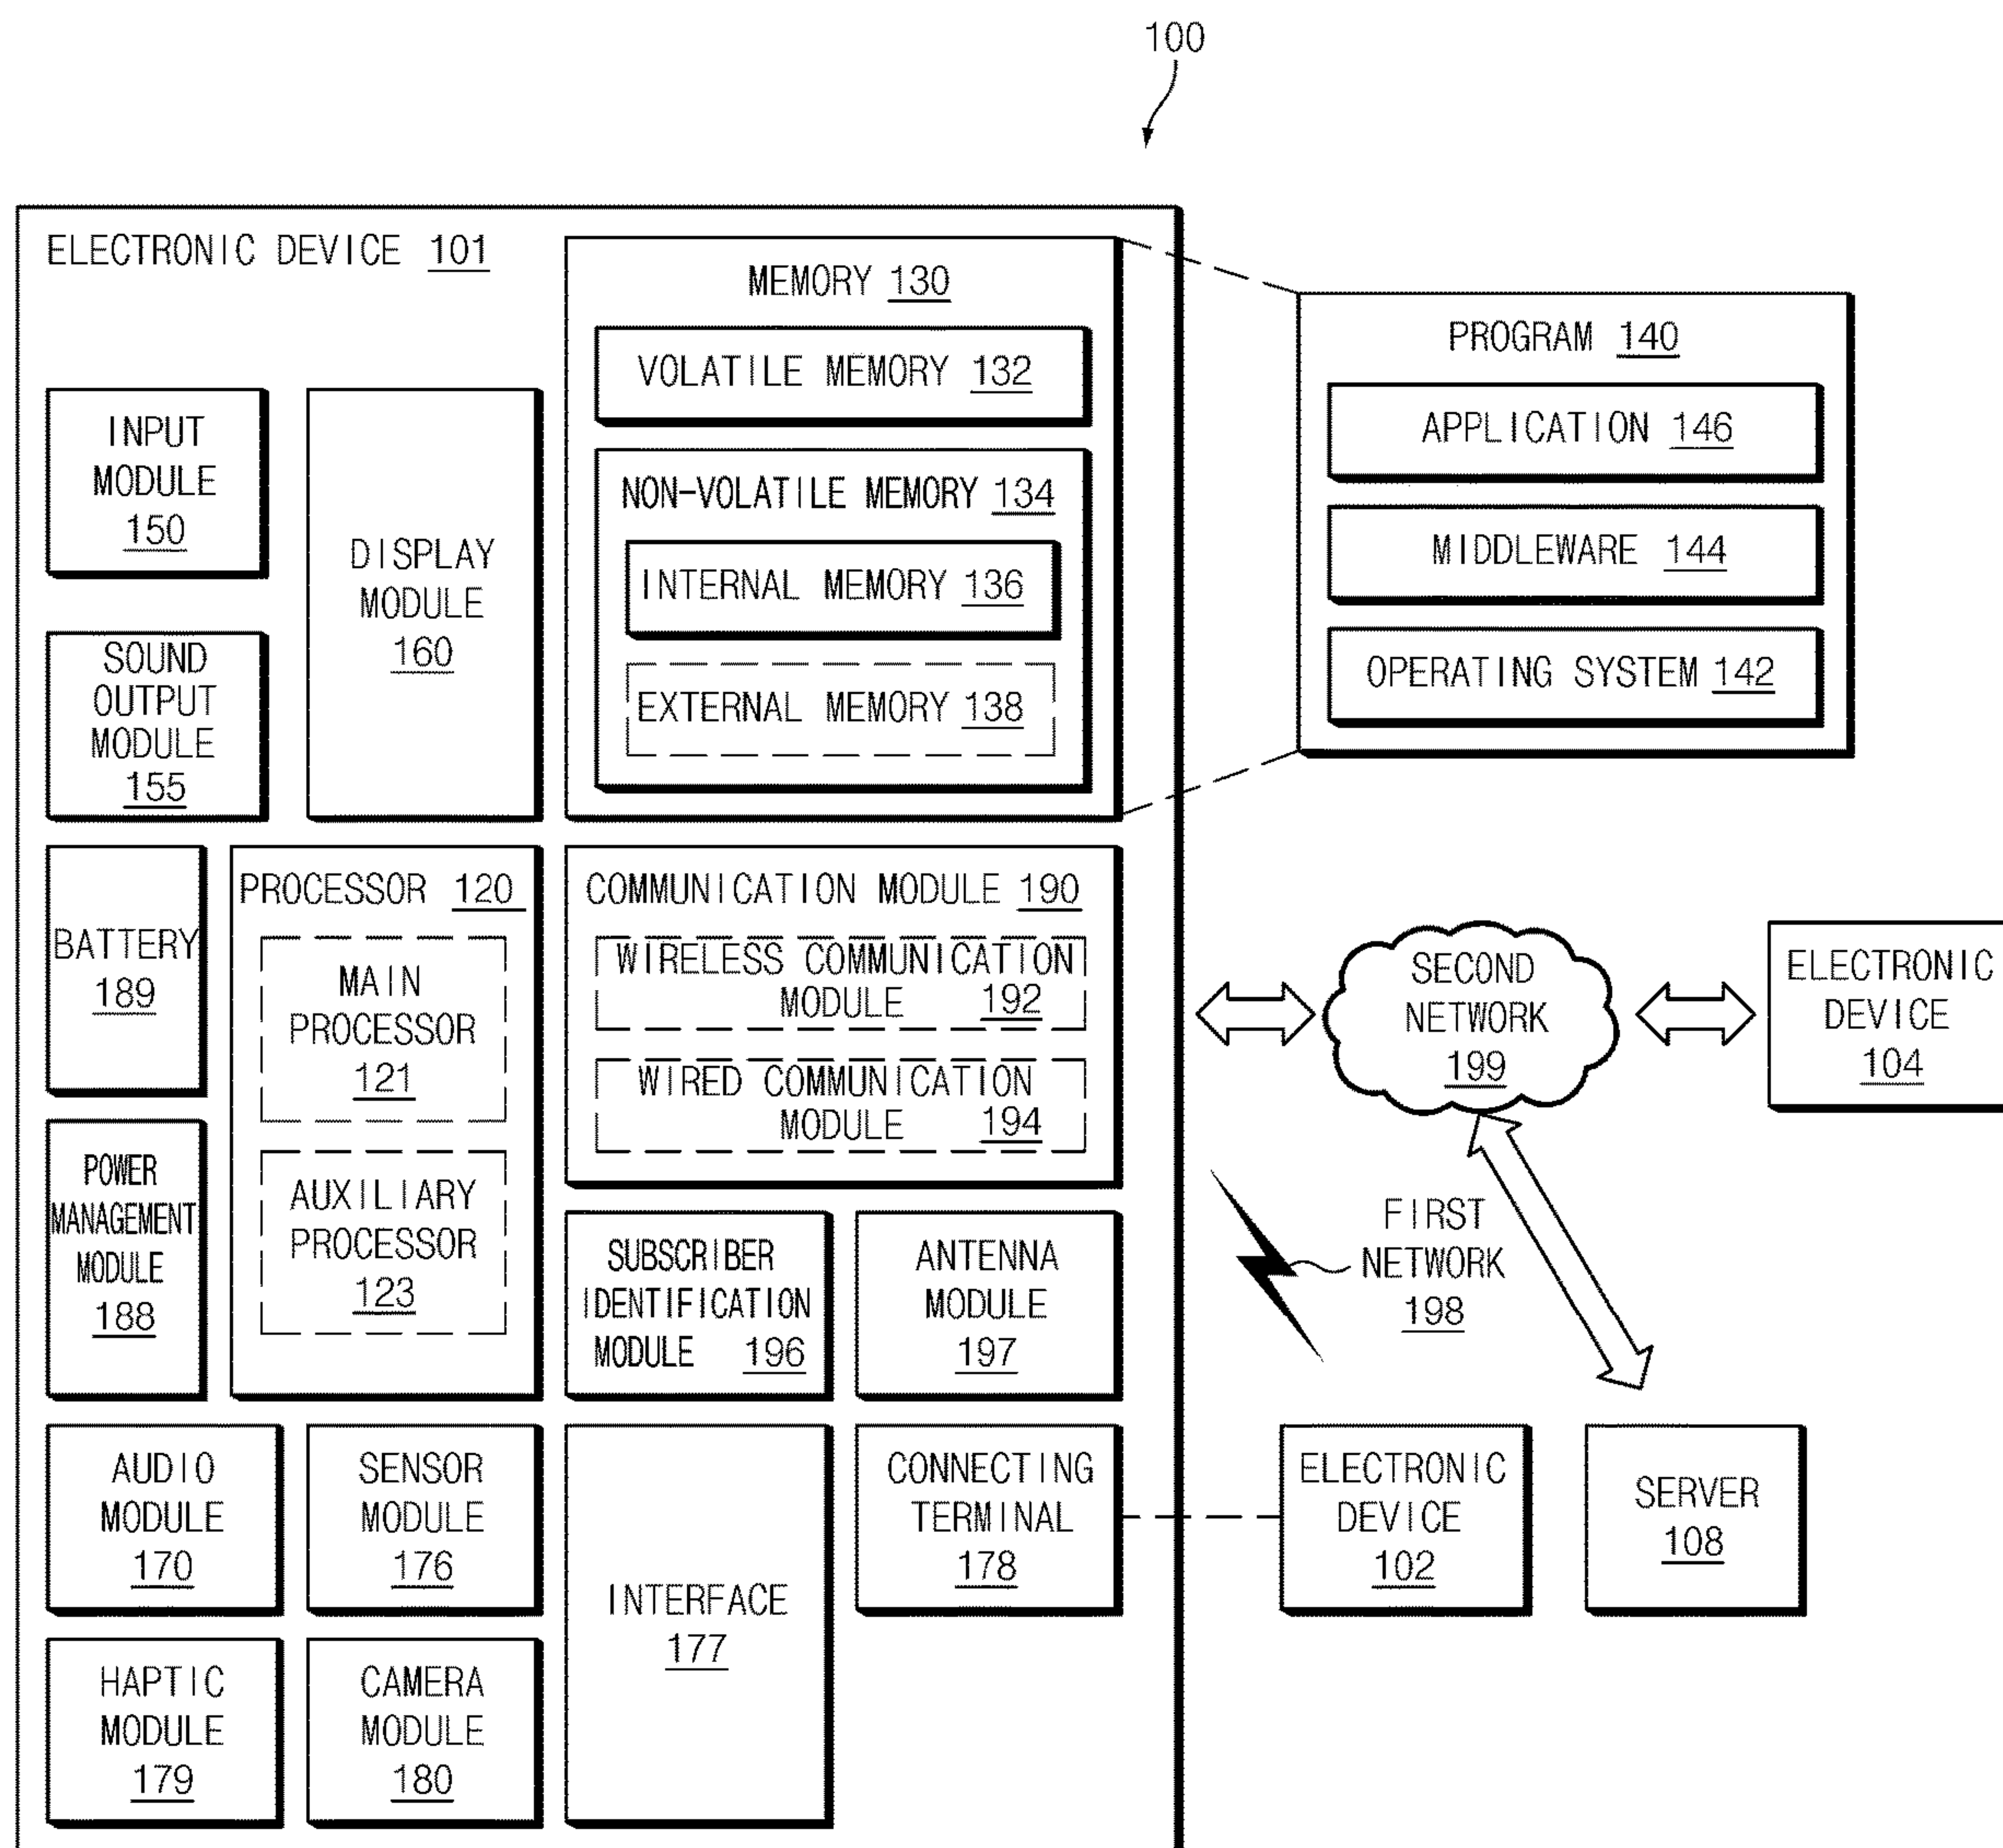 100
ELECTRONIC DEVICE 101
INPUT
MODULE
150
SOUND
OUTPUT
MODULE
155
DISPLAY
MODULE
160
MEMORY 130
VOLATILE MEMORY 132
NON-VOLATILE MEMORY 134
INTERNAL MEMORY 136
EXTERNAL MEMORY 138
PROGRAM 140
APPLICATION 146
MIDDLEWARE 144
OPERATING SYSTEM 142
BATTERY
189
POWER
MANAGEMENT
MODULE
188
PROCESSOR 120
MAIN
PROCESSOR
121
AUXILIARY
PROCESSOR
123
COMMUNICATION MODULE 190
WIRELESS COMMUNICATION
MODULE 192
WIRED COMMUNICATION
MODULE 194
SUBSCRIBER
IDENTIFICATION
MODULE 196
ANTENNA
MODULE
197
SECOND
NETWORK
199
ELECTRONIC
DEVICE
104
FIRST
NETWORK
198
AUDIO
MODULE
170
SENSOR
MODULE
176
INTERFACE
177
CONNECTING
TERMINAL
178
ELECTRONIC
DEVICE
102
SERVER
108
HAPTIC
MODULE
179
CAMERA
MODULE
180